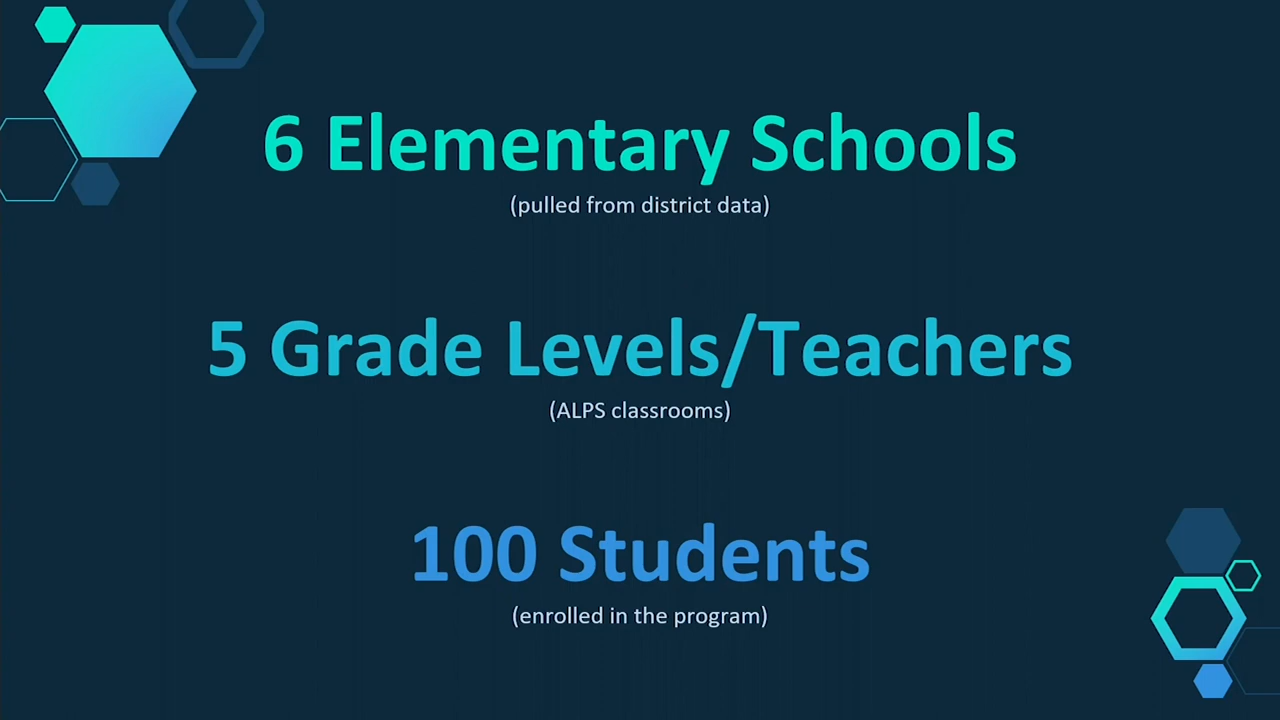 6 Elementary Schools
(pulled from district data)
5 Grade Levels/Teachers
(ALPS classrooms)
100 Students
(enrolled in the program)